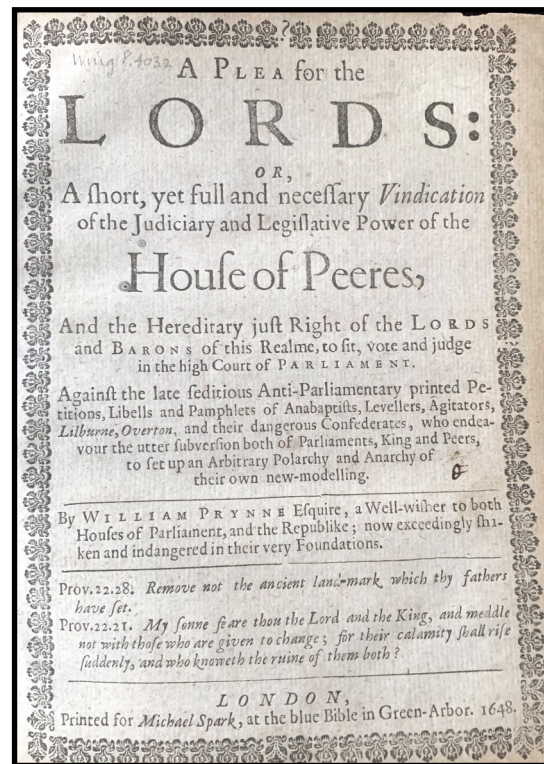 ?
Wing P.4032
A PLEA for the
LORDS:
OR,
A ſhort, yet full and neceſſary Vindication
of the Judiciary and Legiſlative Power of the
Houſe of Peeres,
And the Hereditary juſt Right of the LORDS
and BARONS of this Realme, to ſit, vote and judge
in the high Court of PARLIAMENT.
Againſt the late ſeditious Anti-Parliamentary printed Pe-
titions, Libells and Pamphlets of Anabaptiſts, Levellers, Agitators,
Lilburne, Overton, and their dangerous Confederates, who endea-
vour the utter ſubverſion both of Parliaments, King and Peers,
to ſet up an Arbitrary Polarchy and Anarchy of
their own new-modelling.
By WILLIAM PRYNNE Eſquire, a Well-wiſher to both
Houſes of Parliament, and the Republike; now exceedingly ſha-
ken and indangered in their very Foundations.
Prov.22.28. Remove not the ancient land-mark which thy fathers
have ſet.
Prov.22.21. My ſonne feare thou the Lord and the King, and meddle
not with thoſe who are given to change; for their calamity ſhall riſe
ſuddenly, and who knoweth the ruine of them both?
LONDON,
Printed for Michael Spark, at the blue Bible in Green-Arbor. 1648.